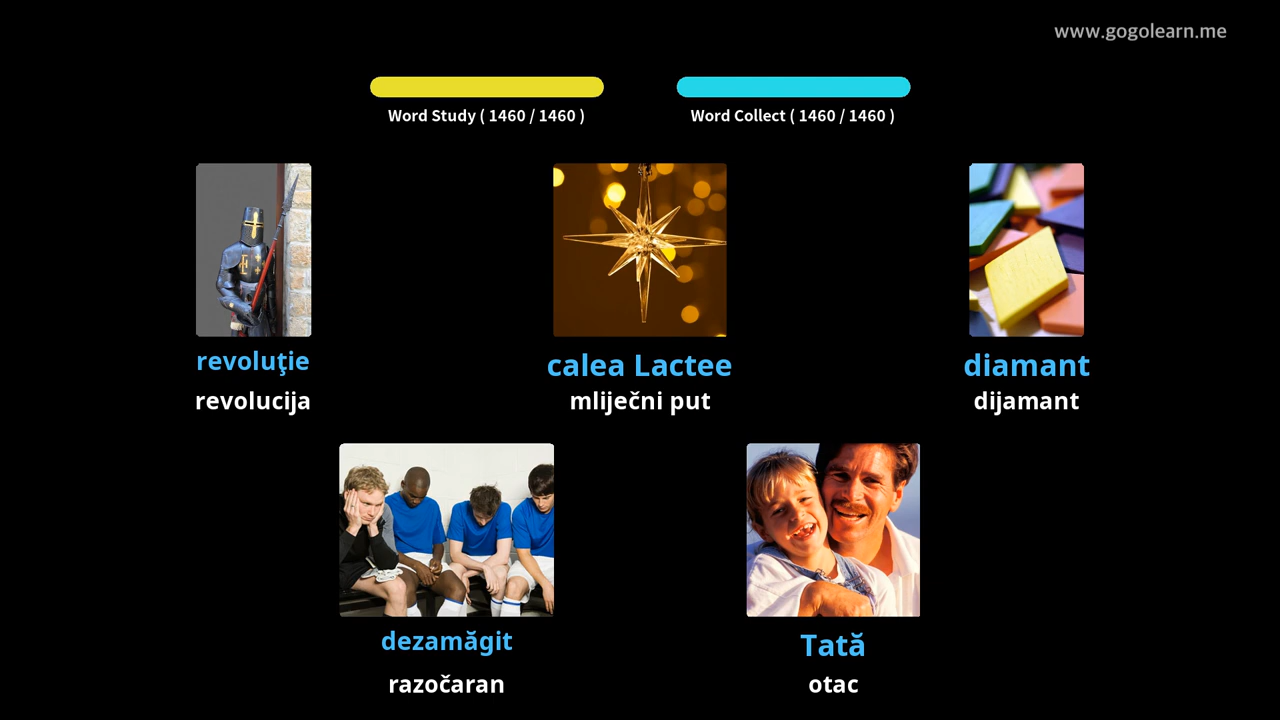 www.gogolearn.me
Word Study ( 1460 / 1460 )
Word Collect ( 1460 / 1460 )
revoluţie
calea Lactee
diamant
revolucija
mliječni put
dijamant
dezamăgit
Tată
razočaran
otac